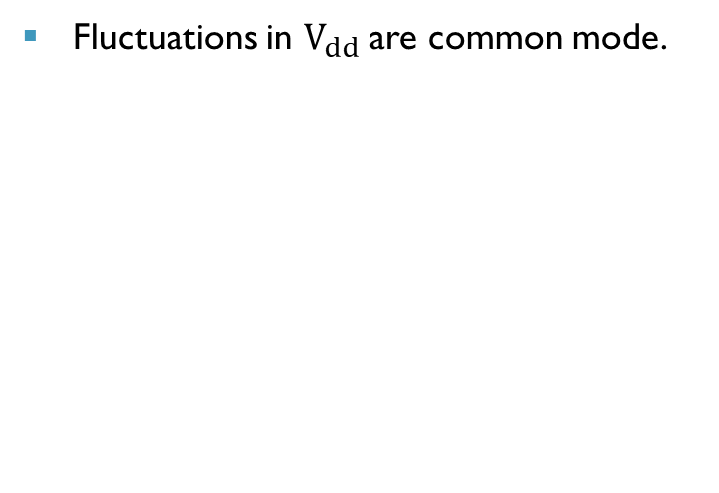 ▪ Fluctuations in V_dd are common mode.